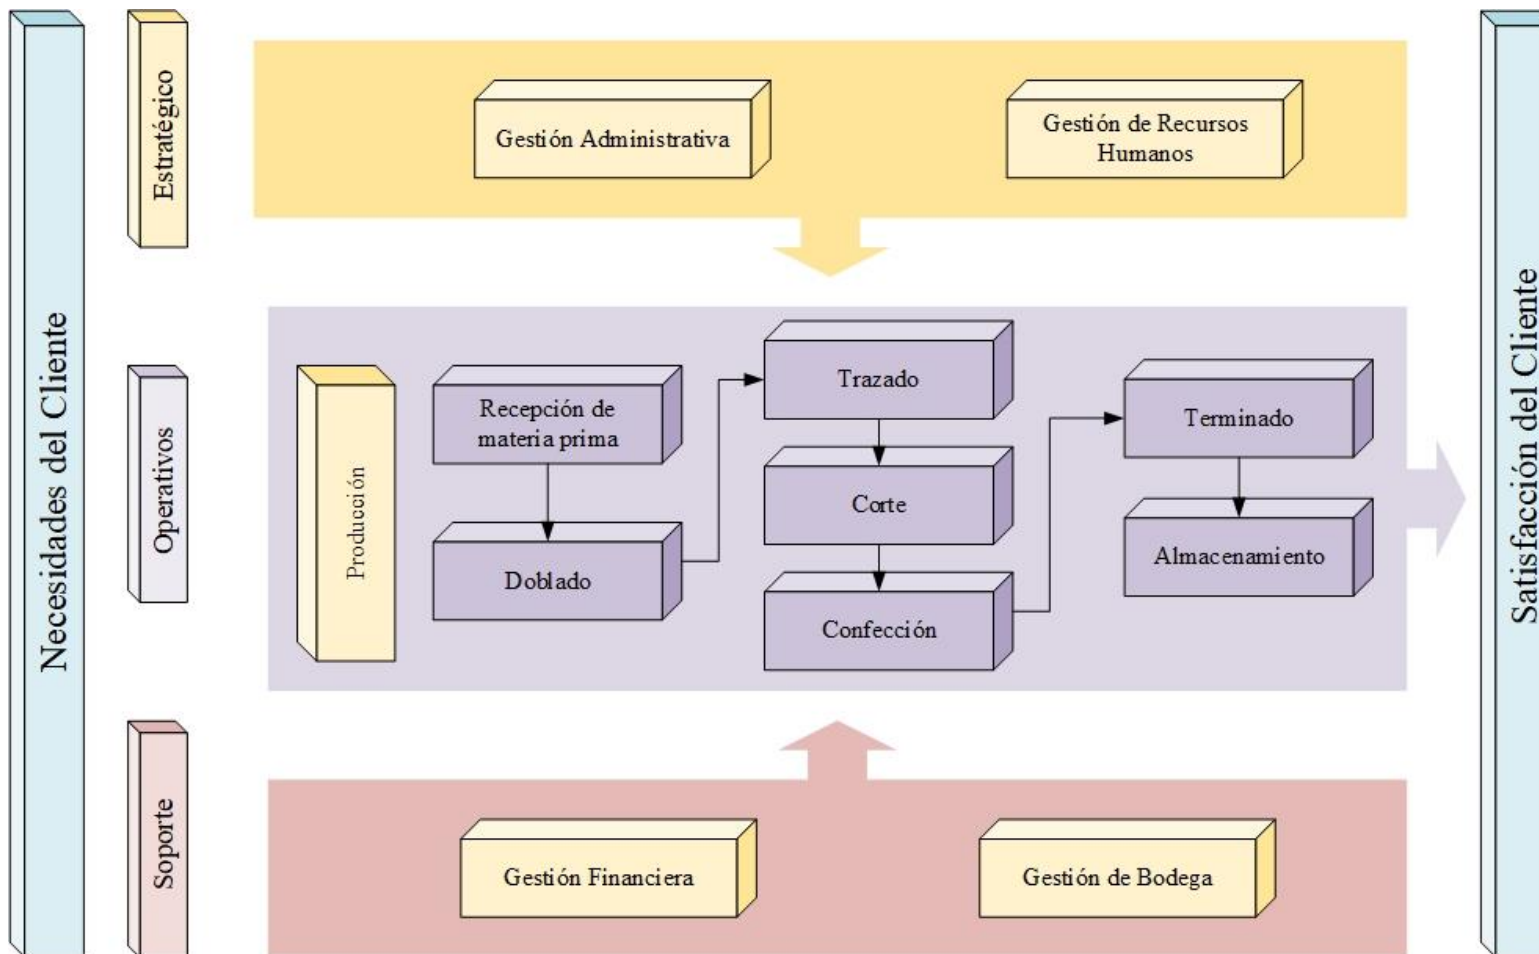 Necesidades del Cliente
Estratégico
Gestión Administrativa
Gestión de Recursos
Humanos
Operativos
Producción
Recepción de
materia prima
Doblado
Trazado
Corte
Confección
Terminado
Almacenamiento
Soporte
Gestión Financiera
Gestión de Bodega
Satisfacción del Cliente